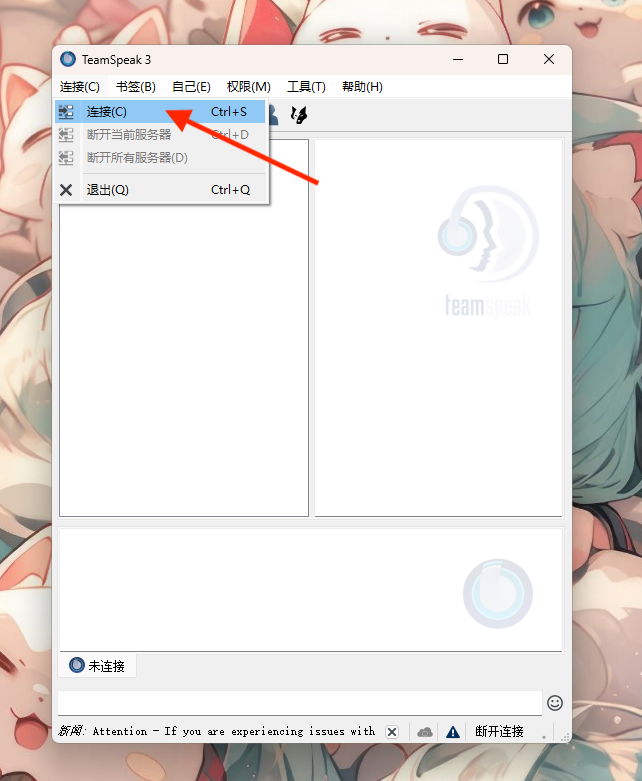 TeamSpeak 3
连接(C) 书签(B) 自己(E) 权限(M) 工具(T) 帮助(H)
连接(C) Ctrl+S
断开当前服务器 Ctrl+D
断开所有服务器(D)
退出(Q) Ctrl+Q
teamspeak
未连接
新闻: Attention - If you are experiencing issues with
断开连接